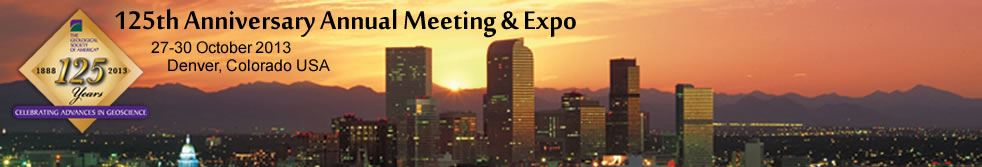 125th Anniversary Annual Meeting & Expo
27-30 October 2013
Denver, Colorado USA
THE
GEOLOGICAL
SOCIETY
OF AMERICA®
1888 125 2013
Years
CELEBRATING ADVANCES IN GEOSCIENCE